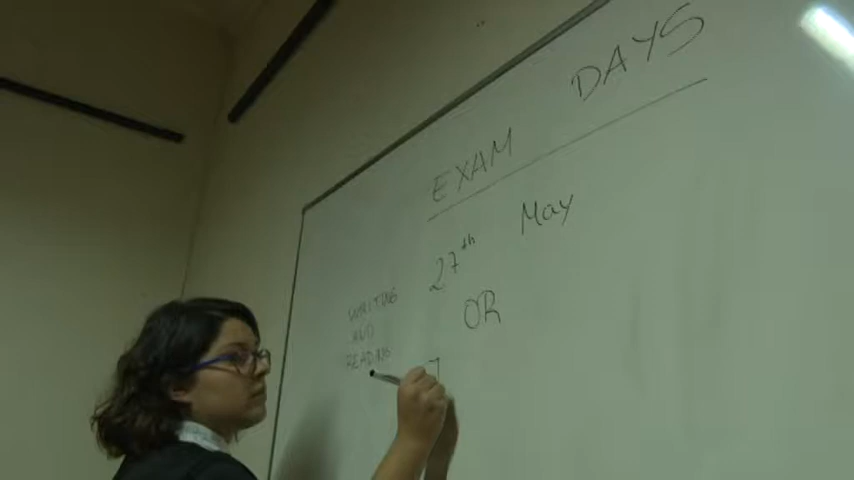 EXAM DAYS
27th May
WRITING
AND
READING
OR